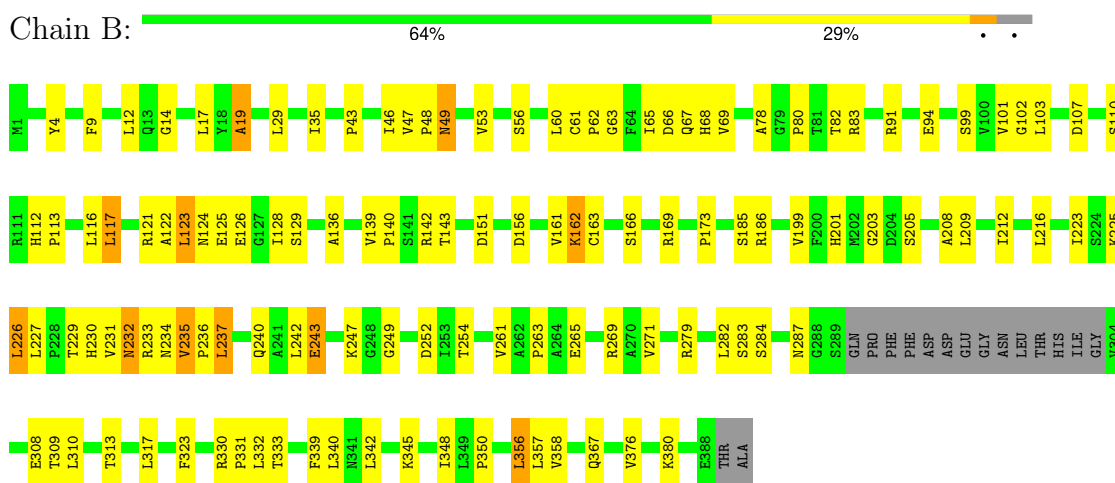 Chain B:
64% 29% • •
M1 Y4 F9 L12 Q13 G14 L17 Y18 A19 L29 I35 P43 I46 V47 P48 N49 V53 S56 L60 C61 P62 G63 F64 I65 D66 Q67 H68 V69 A78 G79 P80 T81 T82 R83 R91 E94 S99 V100 V101 G102 L103 D107 S110
R111 H112 P113 L116 L117 R121 A122 L123 N124 E125 E126 G127 I128 S129 A136 V139 P140 S141 R142 T143 D151 D156 V161 K162 C163 S166 R169 P173 S185 R186 V199 F200 H201 M202 G203 D204 S205 A208 L209 I212 L216 I223 S224 K225
L226 L227 P228 T229 H230 V231 N232 R233 N234 V235 P236 L237 Q240 A241 L242 E243 K247 G248 G249 D252 I253 T254 V261 A262 P263 A264 E265 R269 A270 V271 R279 L282 S283 S284 N287 G288 S289 GLN PRO PHE PHE ASP ASP GLU GLY ASN LEU THR HIS ILE GLY V304
E308 T309 L310 T313 L317 F323 R330 P331 L332 T333 F339 L340 N341 L342 K345 I348 L349 P350 L356 L357 V358 Q367 V376 K380 E388 THR ALA